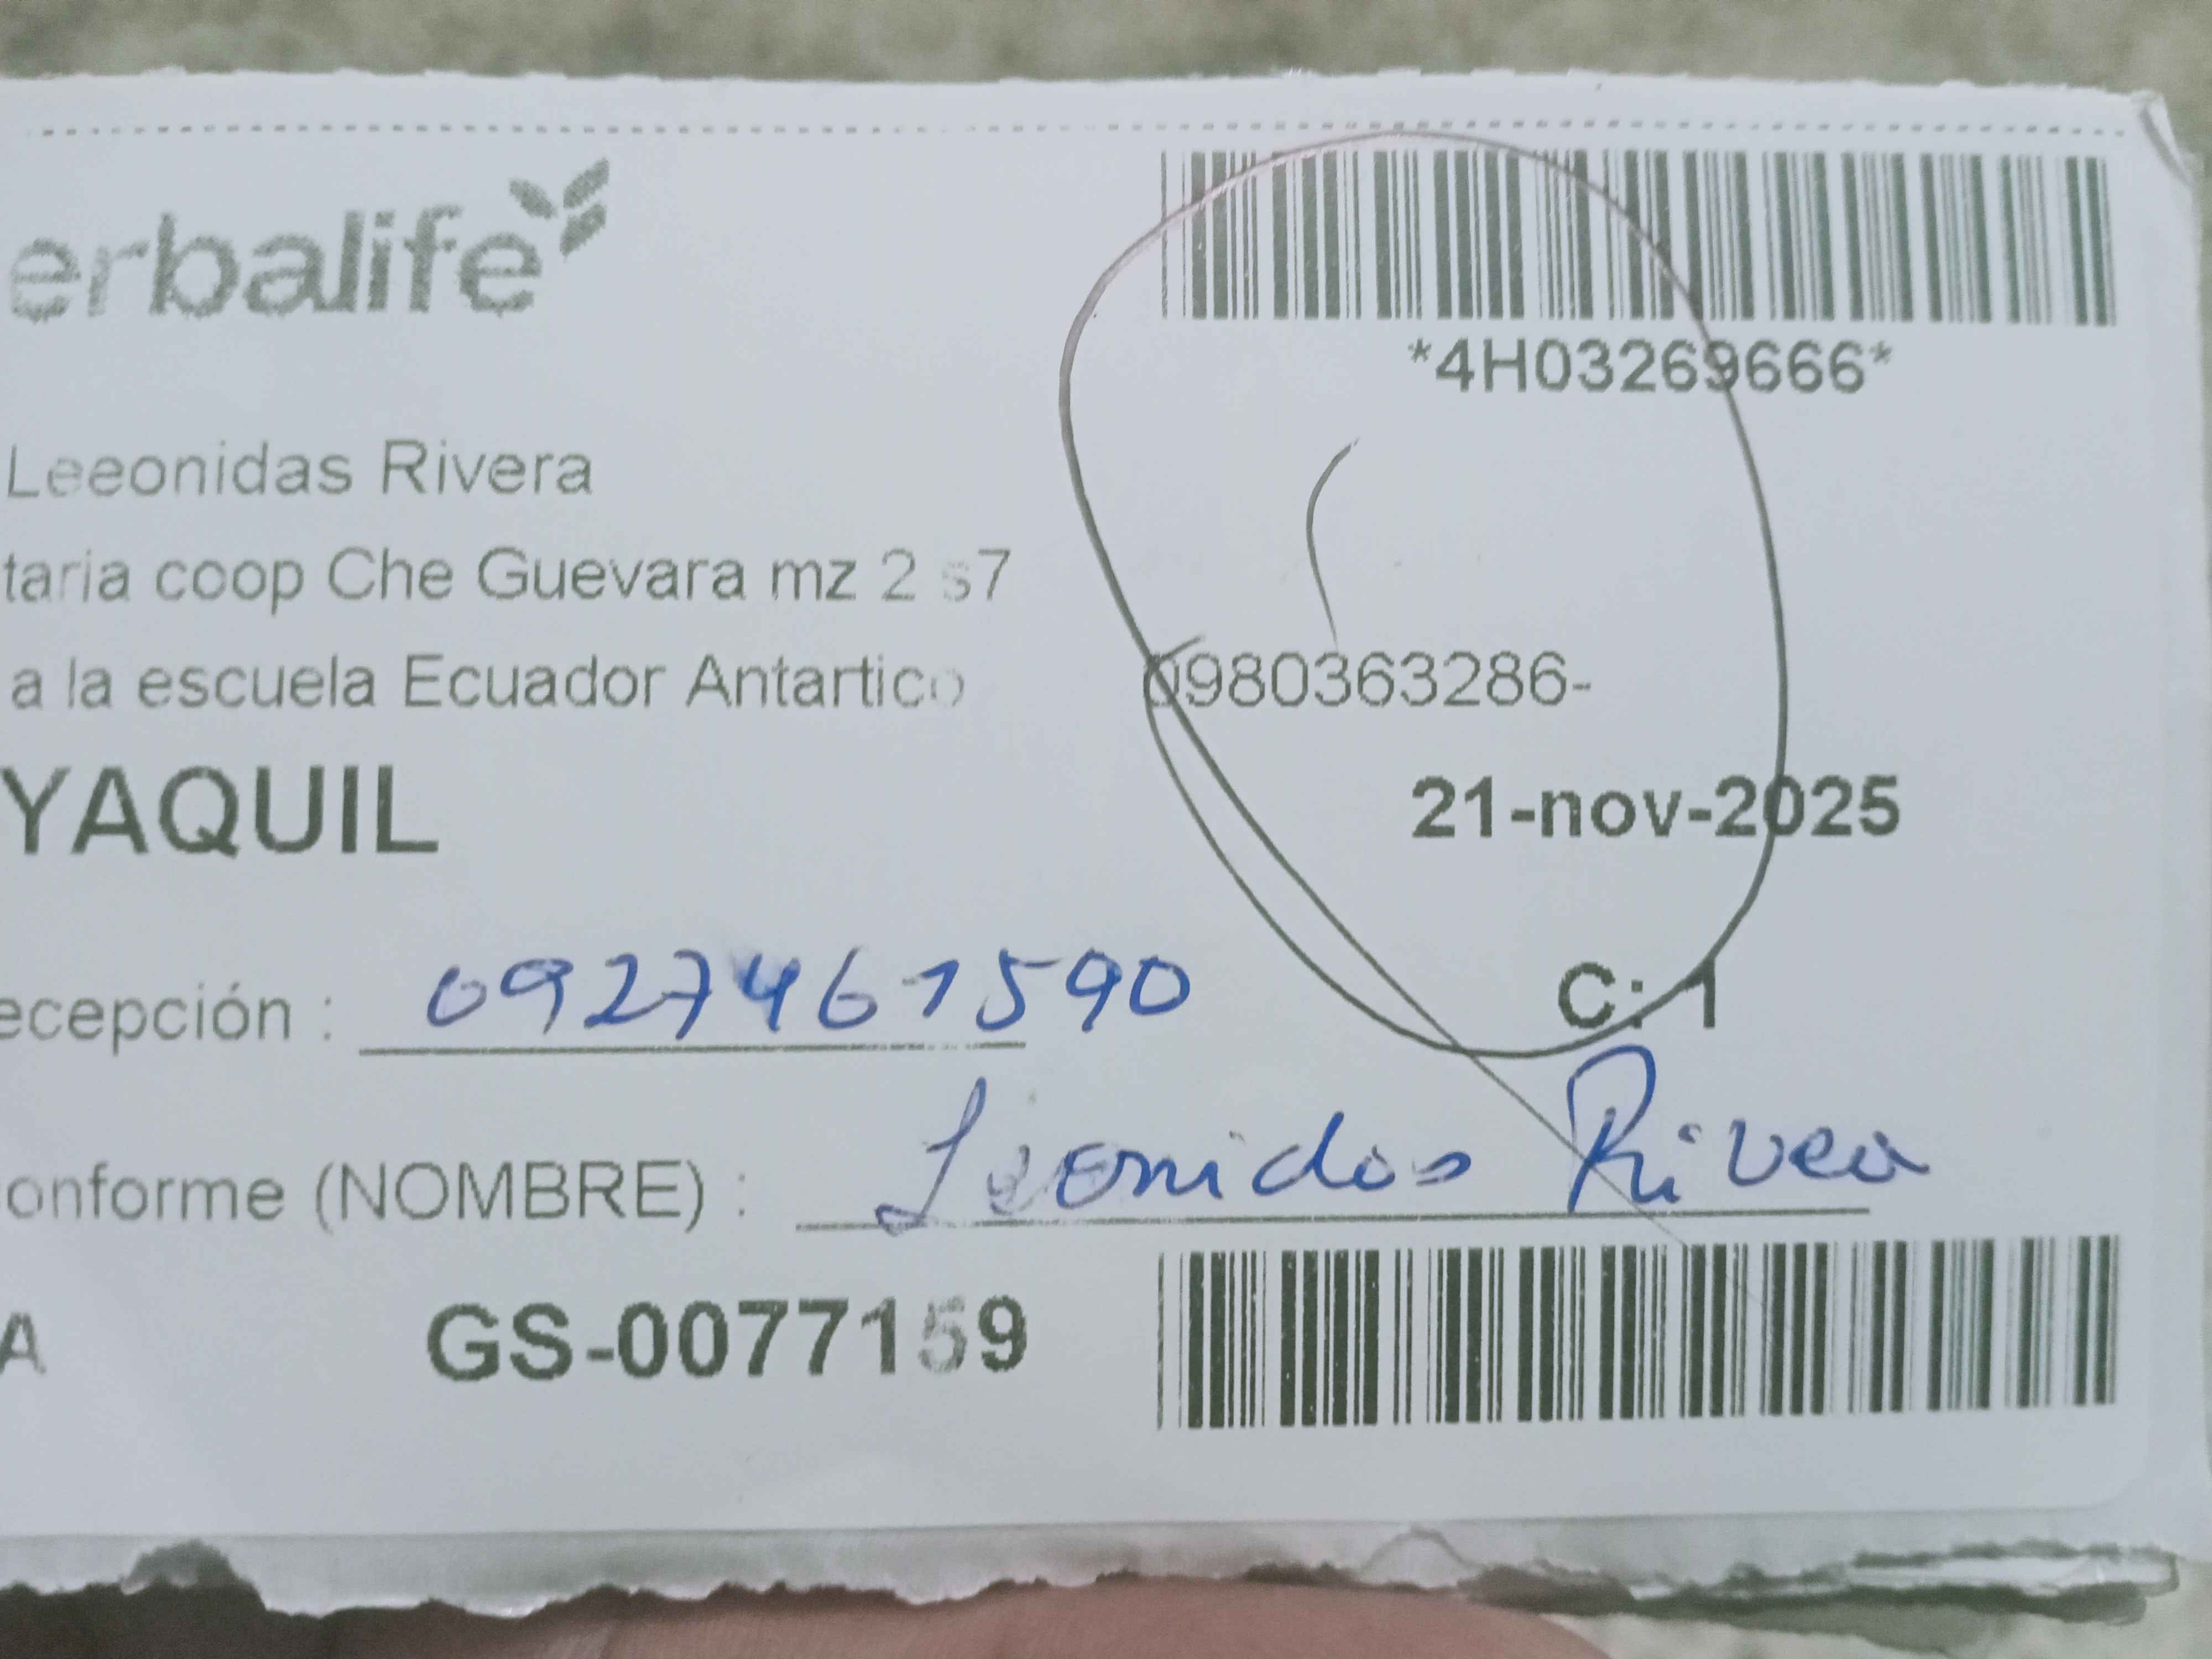 erbalife
*4H03269666*
Leeonidas Rivera
taria coop Che Guevara mz 2 s7
a la escuela Ecuador Antartico
0980363286-
YAQUIL
21-nov-2025
C: 1
ecepción : 0927461590
onforme (NOMBRE) : Leonidas Rivea
A GS-0077159